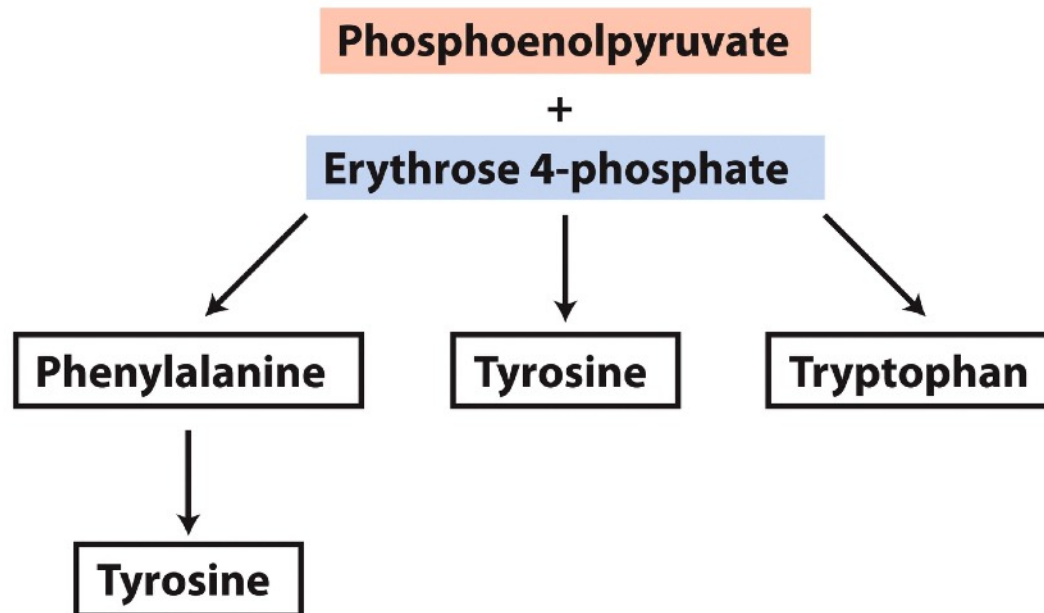 Phosphoenolpyruvate
+
Erythrose 4-phosphate
Phenylalanine
Tyrosine
Tryptophan
Tyrosine